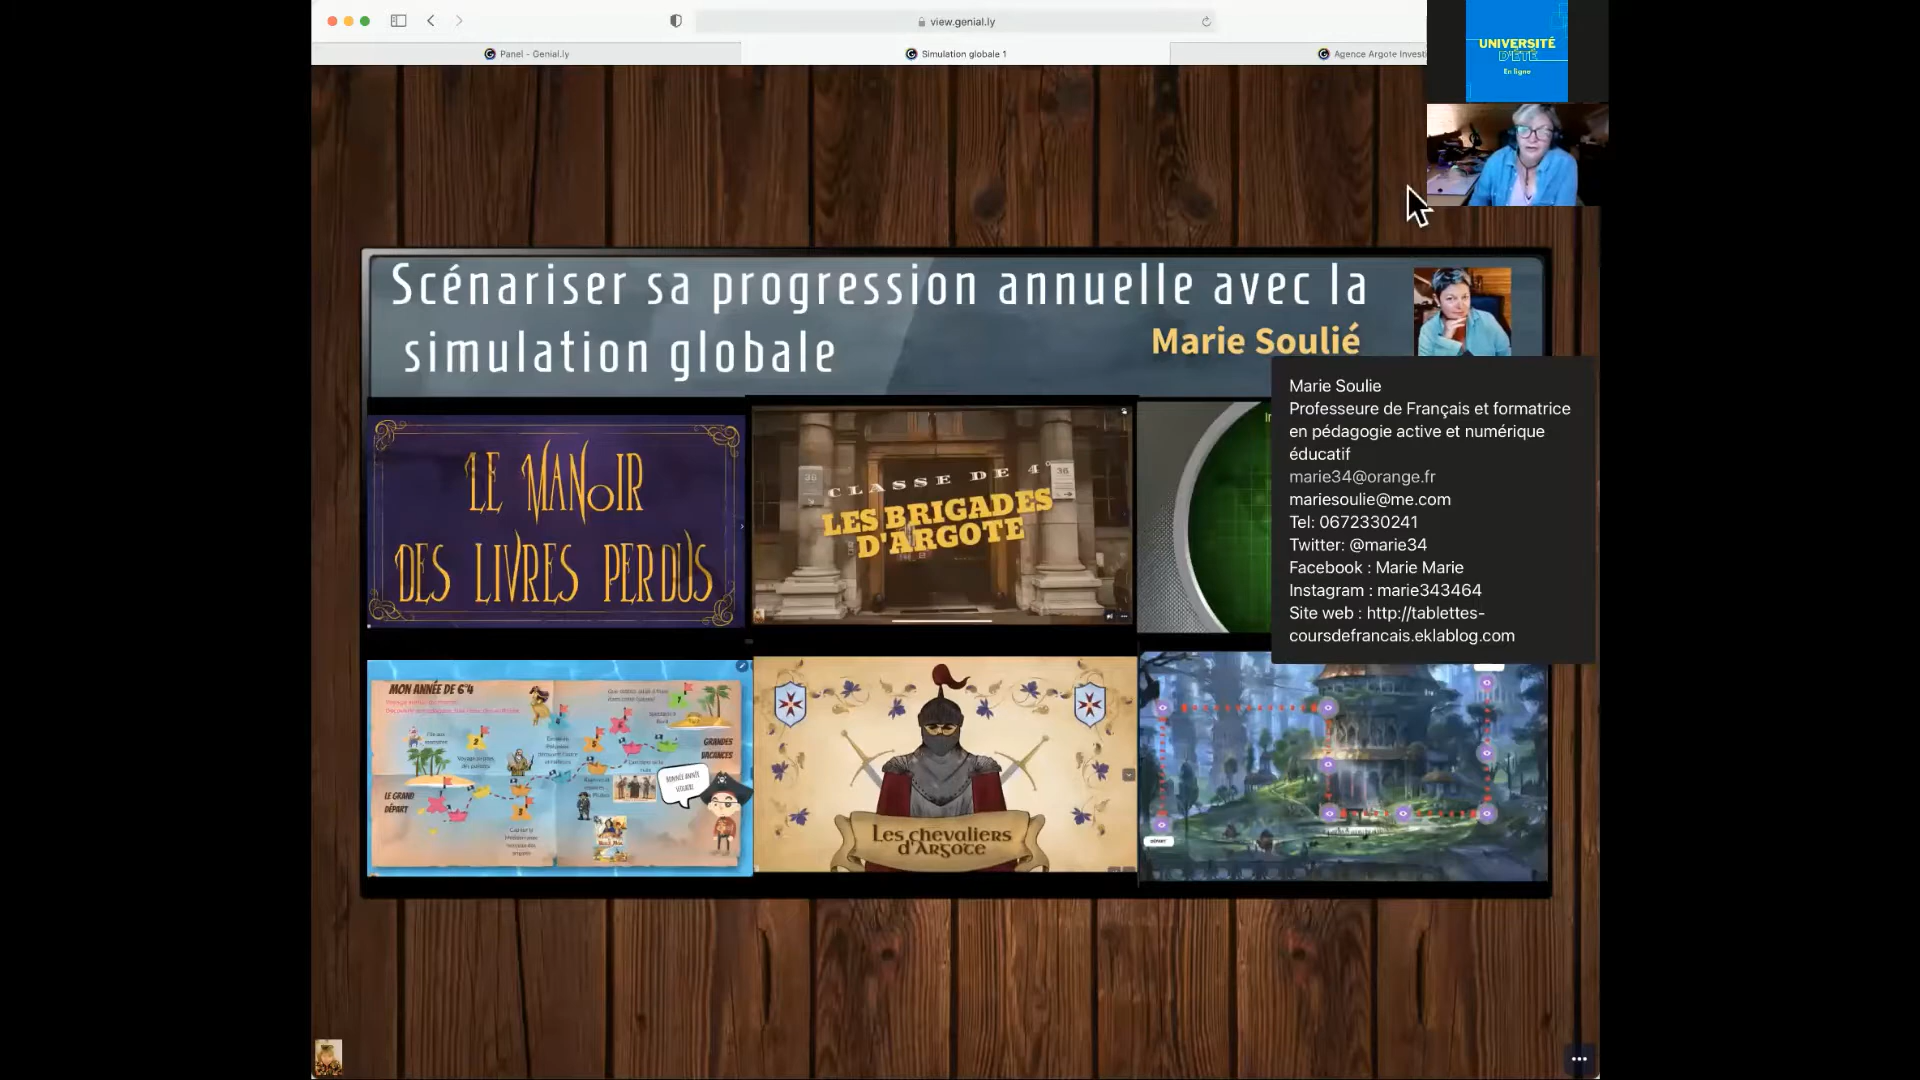 view.genial.ly
Panel - Genial.ly
Simulation globale 1
Agence Argote Investi
UNIVERSITÉ
D'ÉTÉ
En ligne
Scénariser sa progression annuelle avec la
simulation globale
Marie Soulié
Marie Soulie
Professeure de Français et formatrice
en pédagogie active et numérique
éducatif
marie34@orange.fr
mariesoulie@me.com
Tel: 0672330241
Twitter: @marie34
Facebook : Marie Marie
Instagram : marie343464
Site web : http://tablettes-
coursdefrancais.eklablog.com
LE MANOIR
DES LIVRES PERDUS
CLASSE DE 4
LES BRIGADES
D'ARGOTE
MON ANNÉE DE 6°4
GRANDES
VACANCES
LE GRAND
DÉPART
Les chevaliers
d'Argote
DÉPART